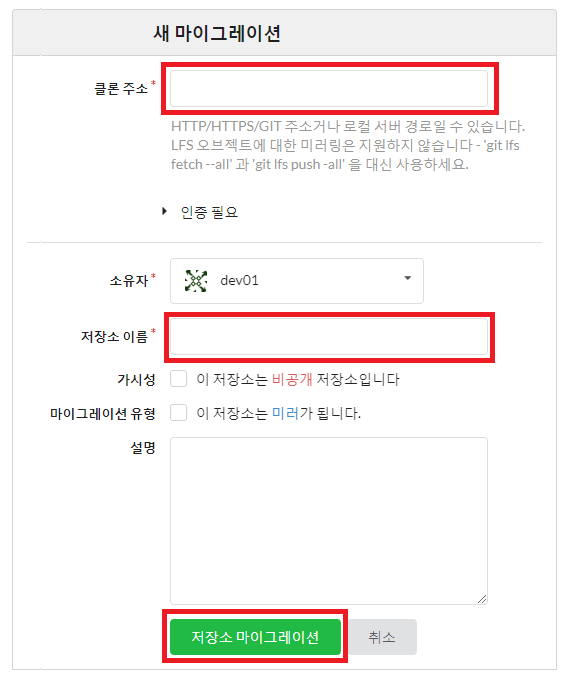 새 마이그레이션
클론 주소*
HTTP/HTTPS/GIT 주소거나 로컬 서버 경로일 수 있습니다.
LFS 오브젝트에 대한 미러링은 지원하지 않습니다 - 'git lfs
fetch --all' 과 'git lfs push -all' 을 대신 사용하세요.
인증 필요
소유자* dev01
저장소 이름*
가시성 이 저장소는 비공개 저장소입니다
마이그레이션 유형 이 저장소는 미러가 됩니다.
설명
저장소 마이그레이션 취소